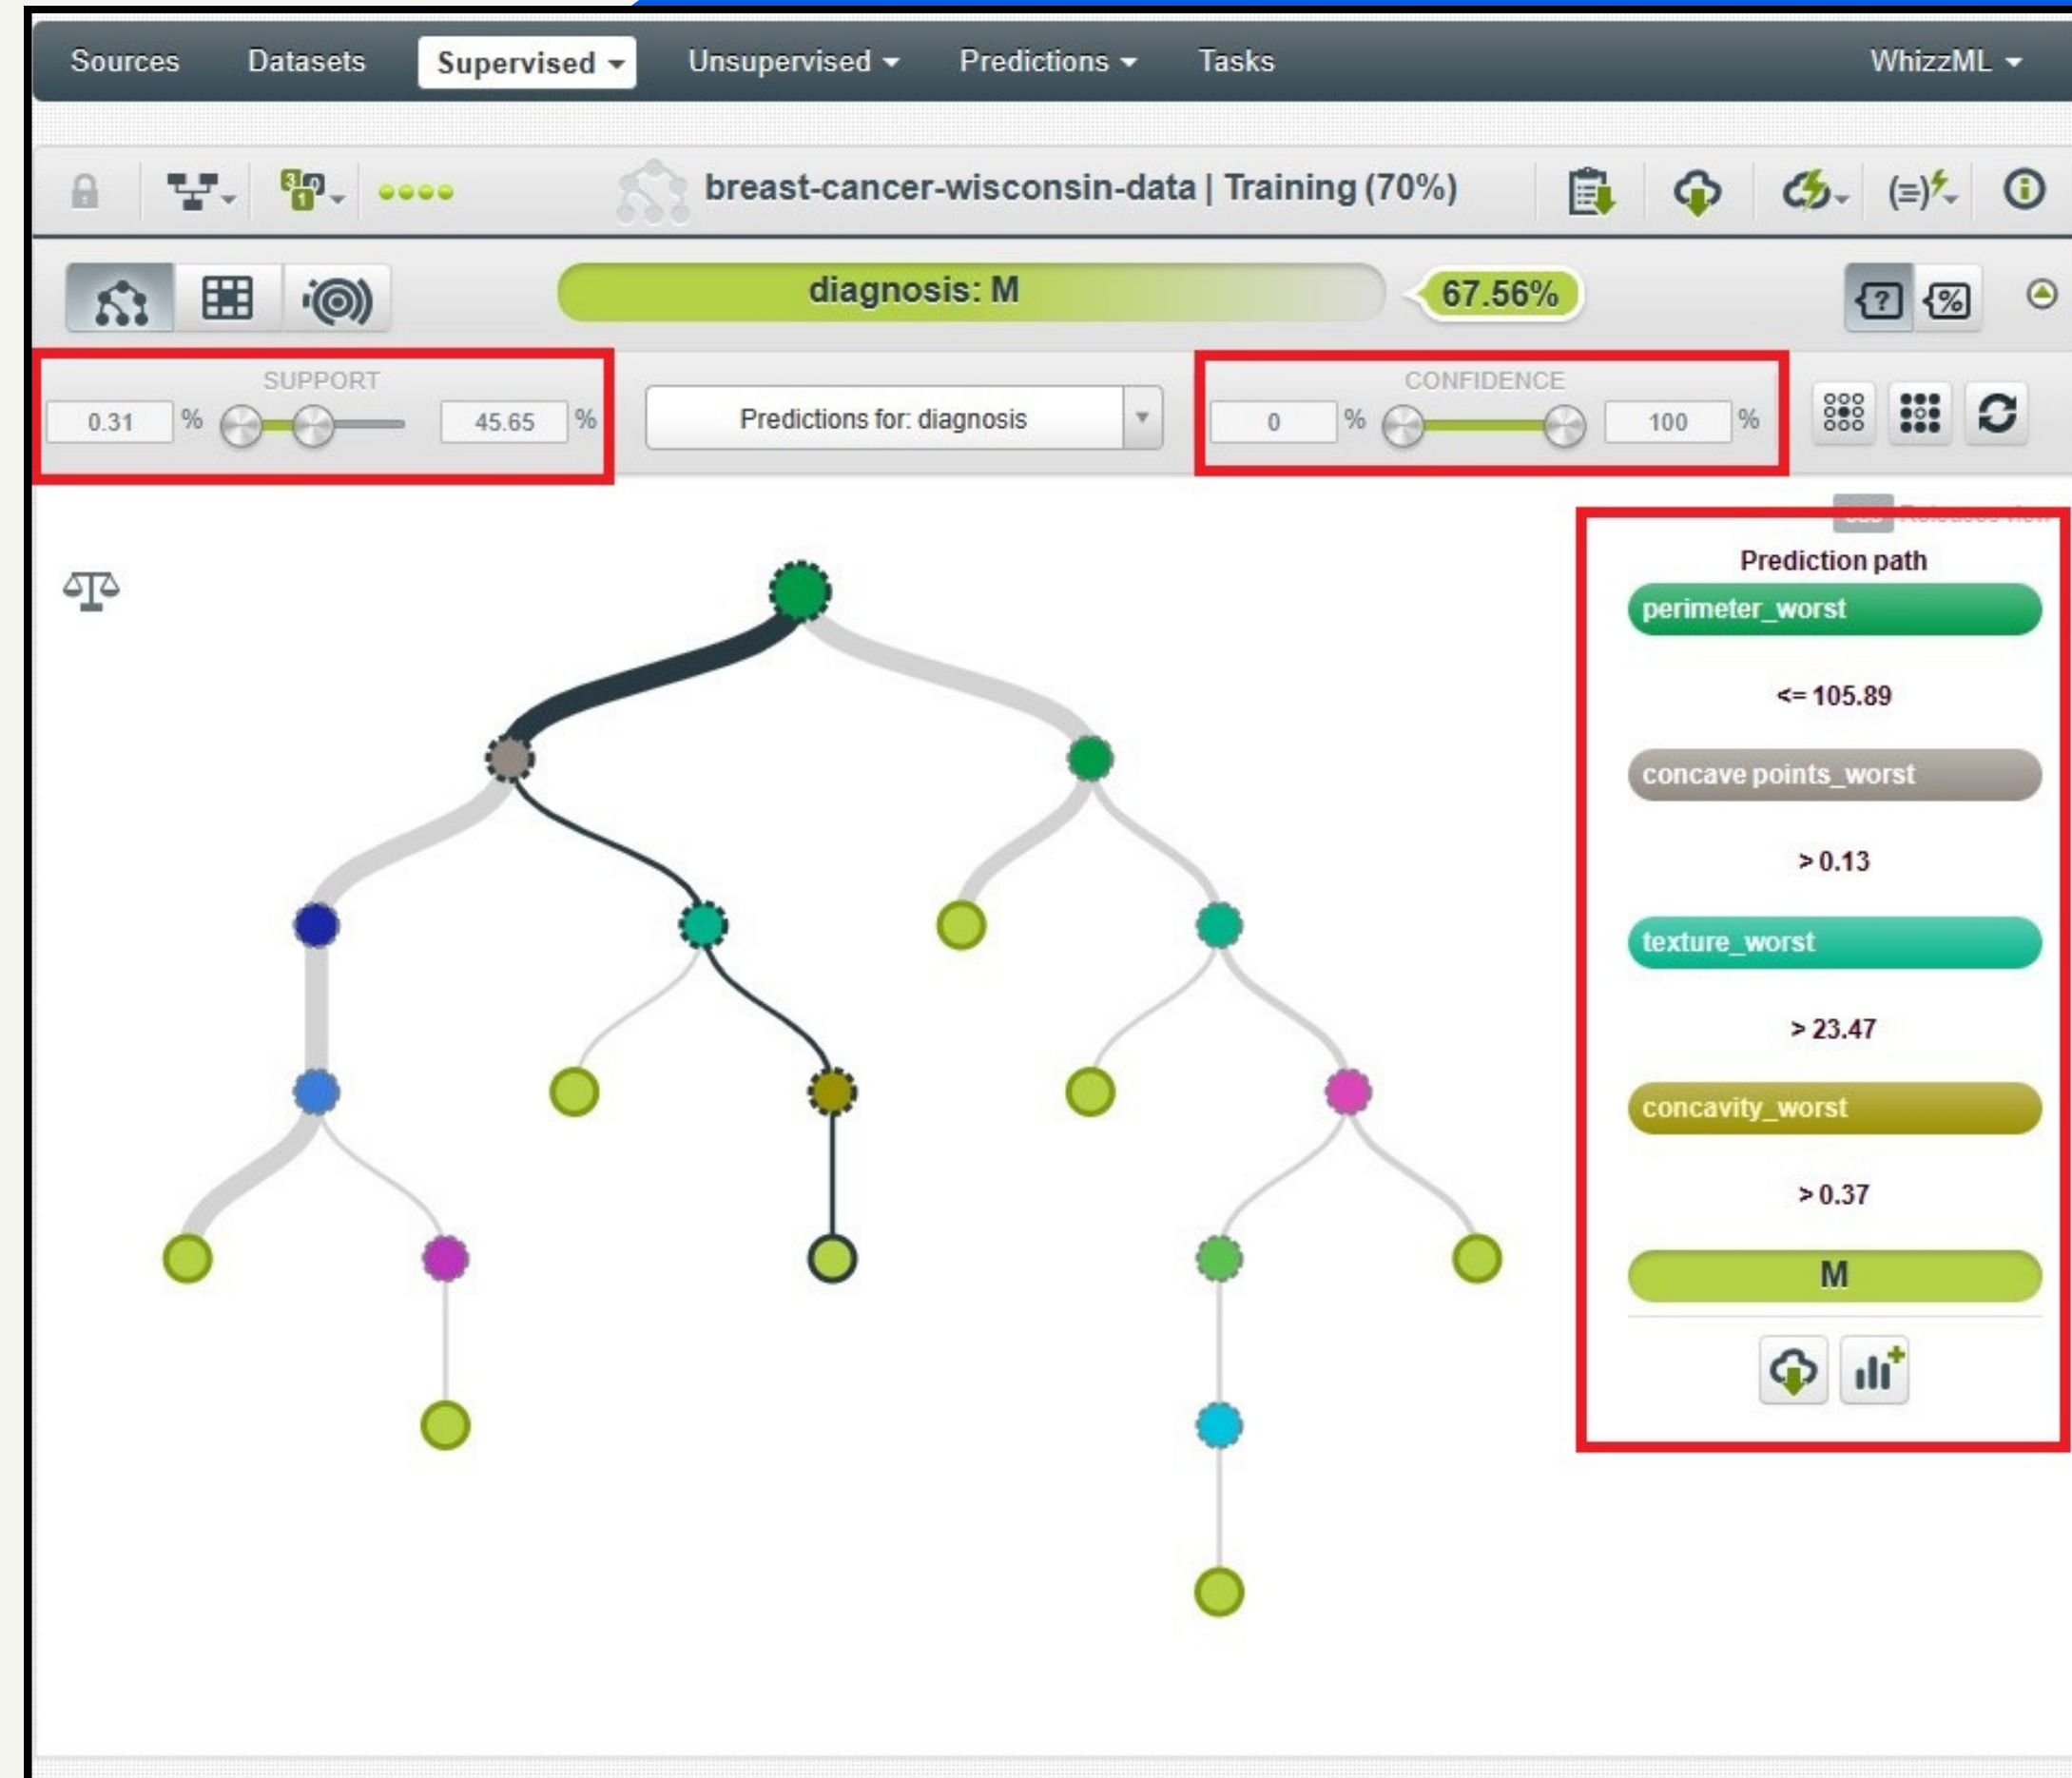 Sources Datasets Supervised Unsupervised Predictions Tasks WhizzML
breast-cancer-wisconsin-data | Training (70%)
diagnosis: M 67.56%
SUPPORT
0.31 % 45.65 %
Predictions for: diagnosis
CONFIDENCE
0 % 100 %
Prediction path
perimeter_worst
<= 105.89
concave points_worst
> 0.13
texture_worst
> 23.47
concavity_worst
> 0.37
M